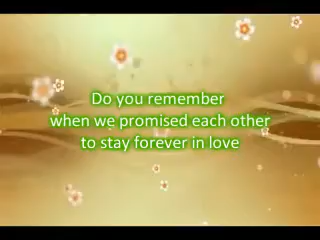 Do you remember
when we promised each other
to stay forever in love